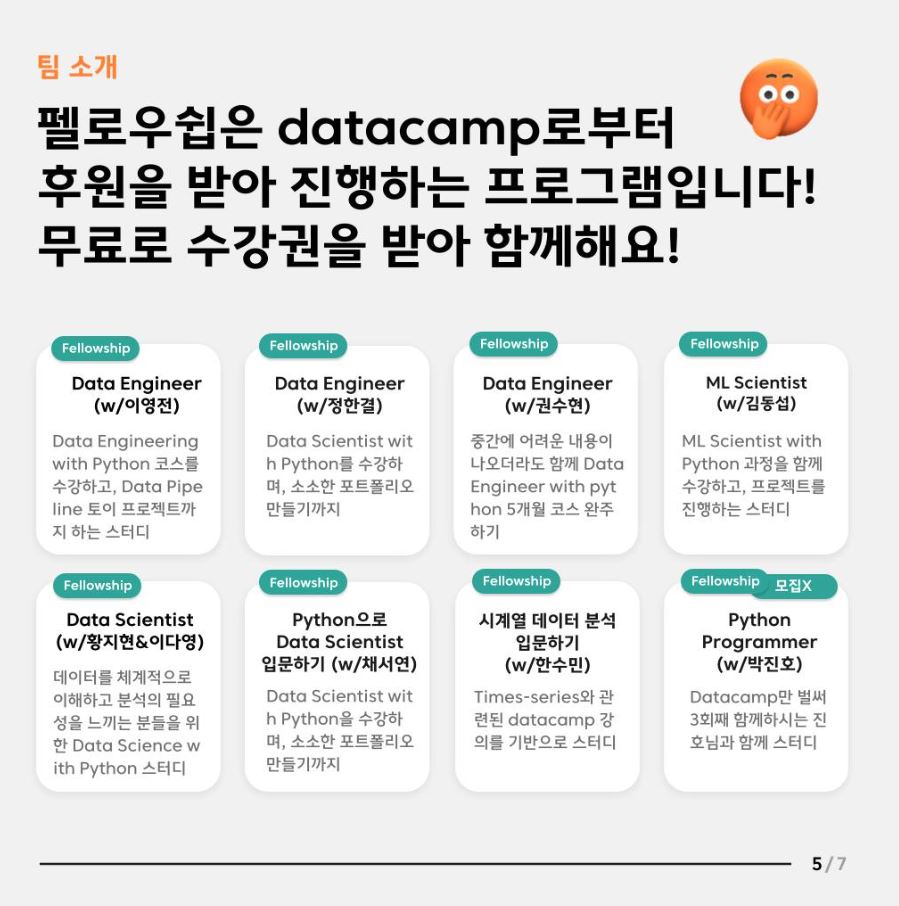 팀 소개
펠로우쉽은 datacamp로부터
후원을 받아 진행하는 프로그램입니다!
무료로 수강권을 받아 함께해요!
Fellowship
Data Engineer
(w/이영전)
Data Engineering
with Python 코스를
수강하고, Data Pipe
line 토이 프로젝트까
지 하는 스터디
Fellowship
Data Engineer
(w/정한결)
Data Scientist wit
h Python를 수강하
며, 소소한 포트폴리오
만들기까지
Fellowship
Data Engineer
(w/권수현)
중간에 어려운 내용이
나오더라도 함께 Data
Engineer with pyt
hon 5개월 코스 완주
하기
Fellowship
ML Scientist
(w/김동섭)
ML Scientist with
Python 과정을 함께
수강하고, 프로젝트를
진행하는 스터디
Fellowship
Data Scientist
(w/황지현&이다영)
데이터를 체계적으로
이해하고 분석의 필요
성을 느끼는 분들을 위
한 Data Science w
ith Python 스터디
Fellowship
Python으로
Data Scientist
입문하기 (w/채서연)
Data Scientist wit
h Python을 수강하
며, 소소한 포트폴리오
만들기까지
Fellowship
시계열 데이터 분석
입문하기
(w/한수민)
Times-series와 관
련된 datacamp 강
의를 기반으로 스터디
Fellowship 모집X
Python
Programmer
(w/박진호)
Datacamp만 벌써
3회째 함께하시는 진
호님과 함께 스터디
5 / 7